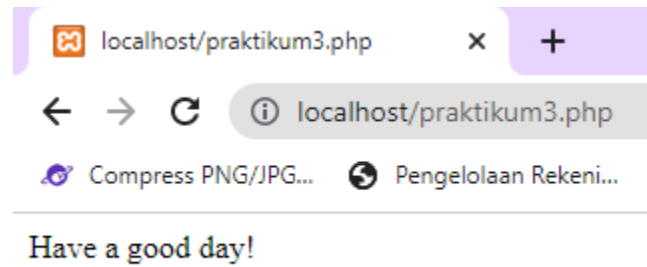 localhost/praktikum3.php
localhost/praktikum3.php
Compress PNG/JPG... Pengelolaan Rekeni...
Have a good day!